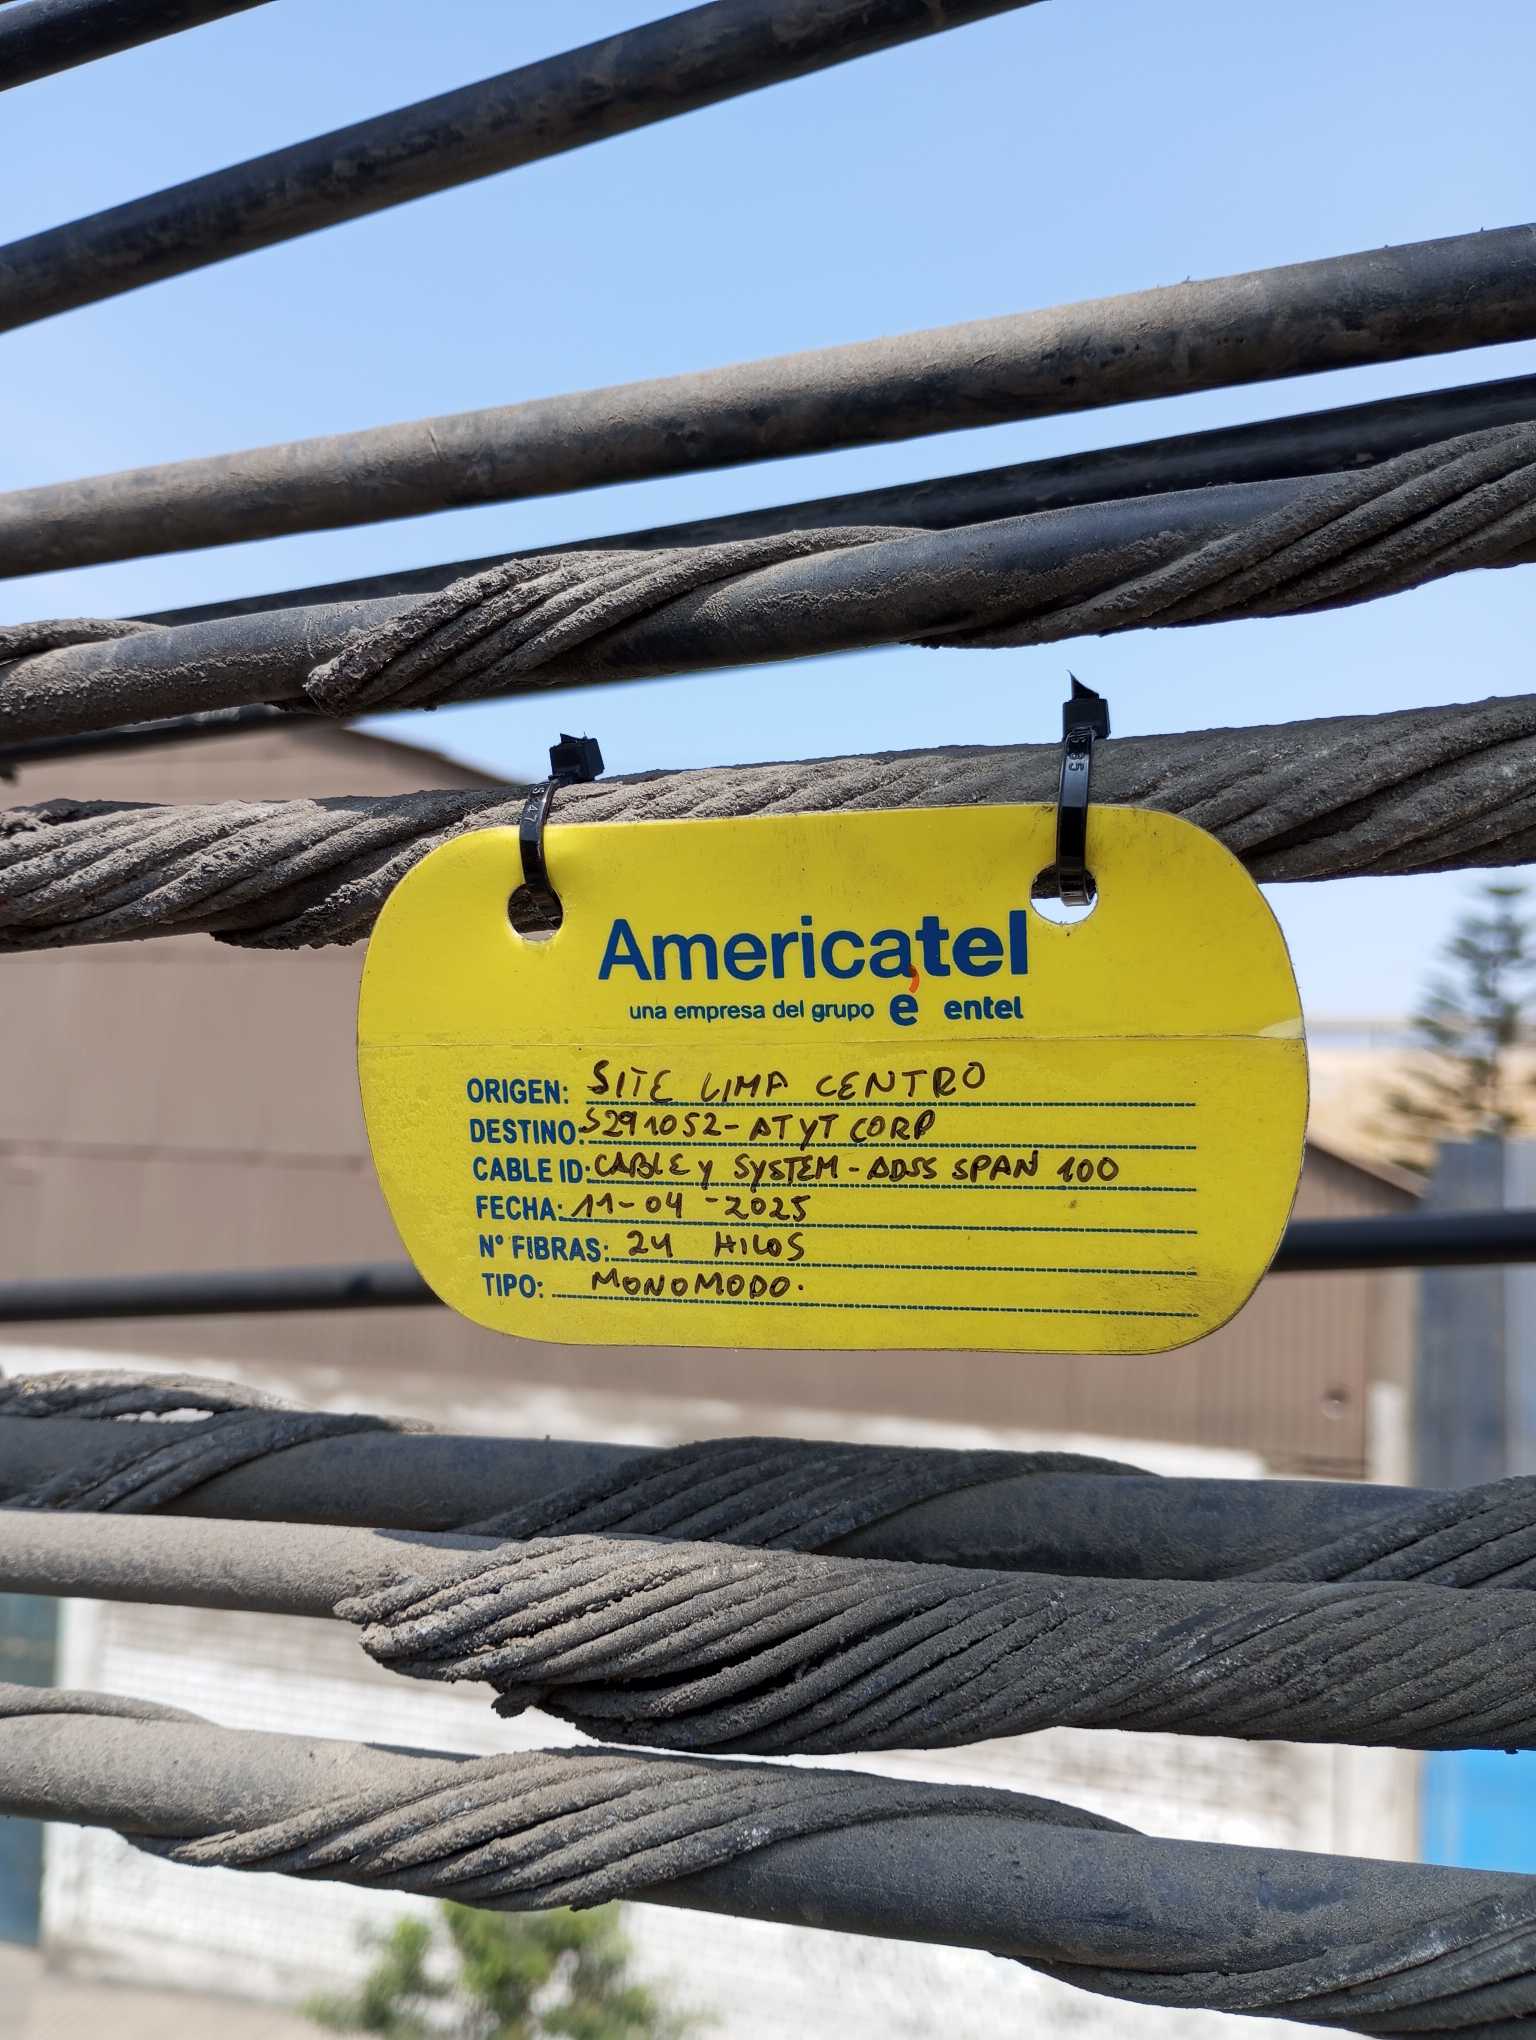 Americatel
una empresa del grupo entel
ORIGEN: SITE LIMA CENTRO
DESTINO: S291052- ATYT CORP
CABLE ID: CABLE Y SYSTEM - ADSS SPAN 100
FECHA: 11-04-2025
N° FIBRAS: 24 HILOS
TIPO: MONOMODO.